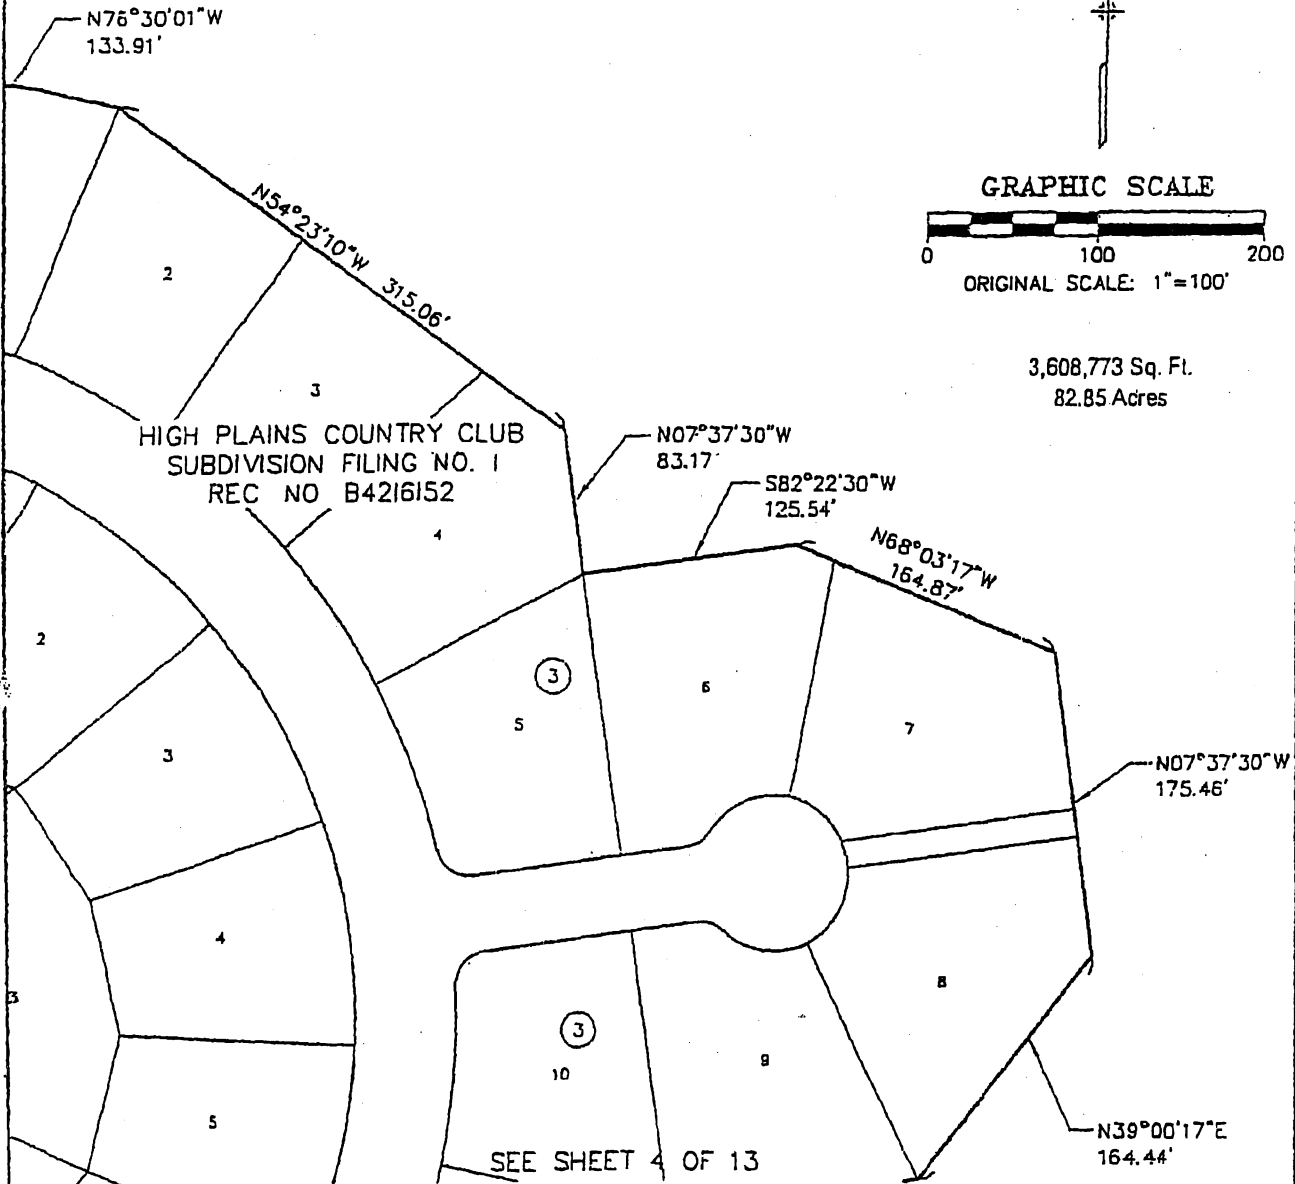 N76°30'01"W
133.91'
GRAPHIC SCALE
0 100 200
ORIGINAL SCALE: 1"=100'
3,608,773 Sq. Ft.
82.85 Acres
N54°23'10"W 315.06'
2
3
HIGH PLAINS COUNTRY CLUB
SUBDIVISION FILING NO. 1
REC NO B4216152
N07°37'30"W
83.17'
S82°22'30"W
125.54'
N68°03'17"W
164.87'
4
2
3
5
6
7
3
N07°37'30"W
175.46'
4
8
3
3
10
9
5
N39°00'17"E
164.44'
SEE SHEET 4 OF 13